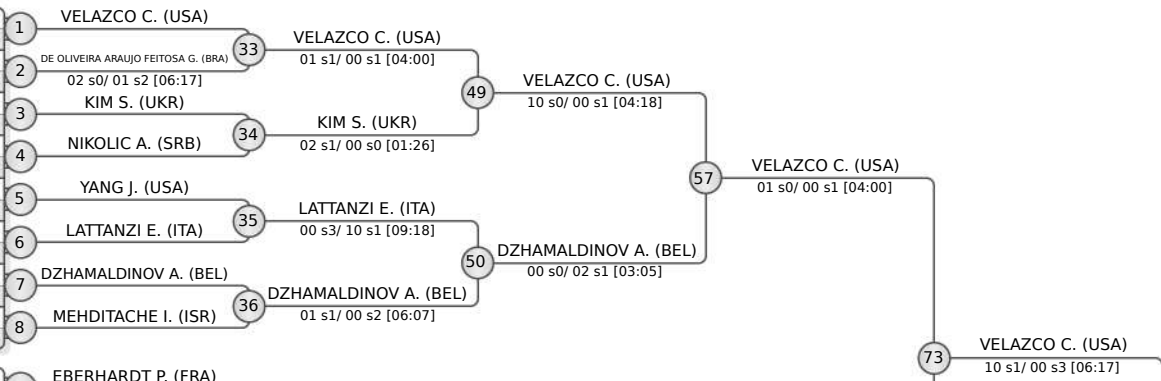 1
VELAZCO C. (USA)
2
DE OLIVEIRA ARAUJO FEITOSA G. (BRA)
02 s0/ 01 s2 [06:17]
3
KIM S. (UKR)
4
NIKOLIC A. (SRB)
5
YANG J. (USA)
6
LATTANZI E. (ITA)
7
DZHAMALDINOV A. (BEL)
8
MEHDITACHE I. (ISR)
EBERHARDT P. (FRA)
33
VELAZCO C. (USA)
01 s1/ 00 s1 [04:00]
34
KIM S. (UKR)
02 s1/ 00 s0 [01:26]
35
LATTANZI E. (ITA)
00 s3/ 10 s1 [09:18]
36
DZHAMALDINOV A. (BEL)
01 s1/ 00 s2 [06:07]
49
VELAZCO C. (USA)
10 s0/ 00 s1 [04:18]
50
DZHAMALDINOV A. (BEL)
00 s0/ 02 s1 [03:05]
57
VELAZCO C. (USA)
01 s0/ 00 s1 [04:00]
73
VELAZCO C. (USA)
10 s1/ 00 s3 [06:17]